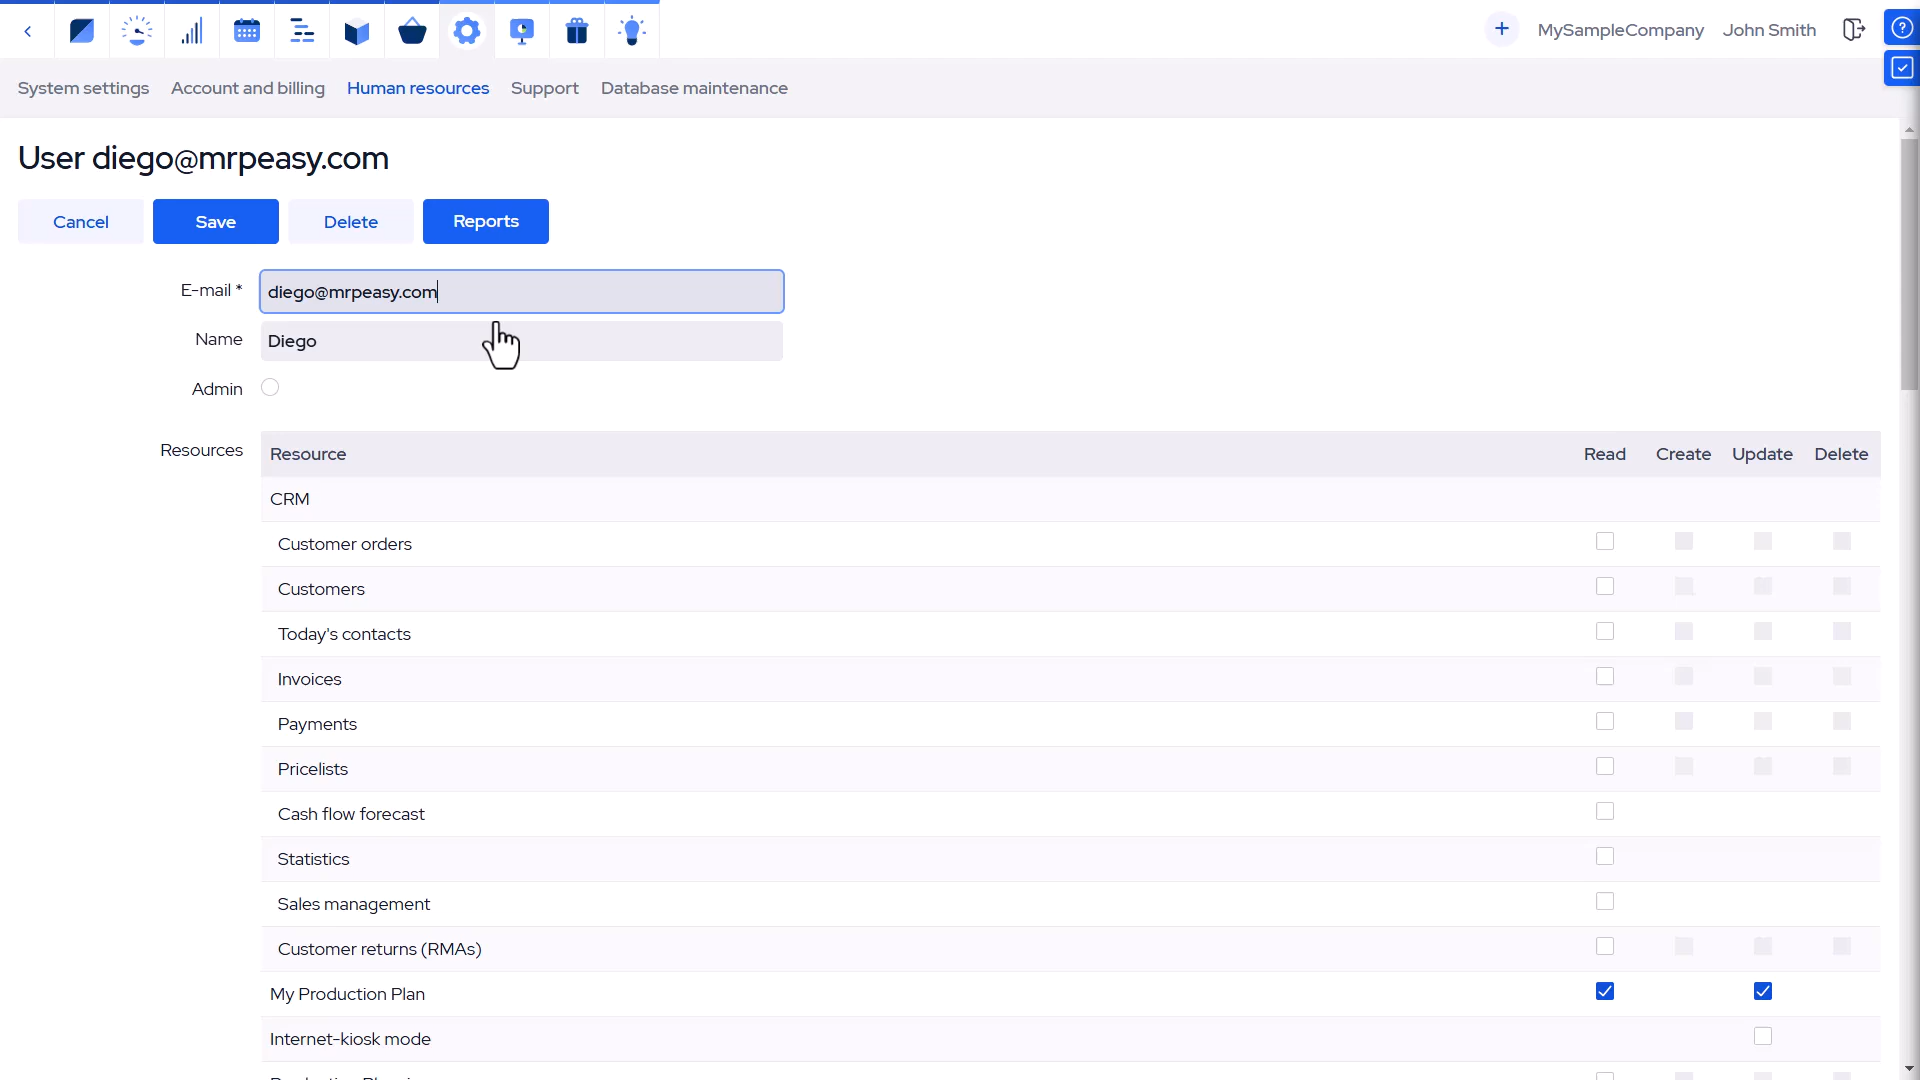 MySampleCompany John Smith
System settings Account and billing Human resources Support Database maintenance
User diego@mrpeasy.com
Cancel Save Delete Reports
E-mail * diego@mrpeasy.com
Name Diego
Admin
Resources Resource Read Create Update Delete
CRM
Customer orders
Customers
Today's contacts
Invoices
Payments
Pricelists
Cash flow forecast
Statistics
Sales management
Customer returns (RMAs)
My Production Plan
Internet-kiosk mode